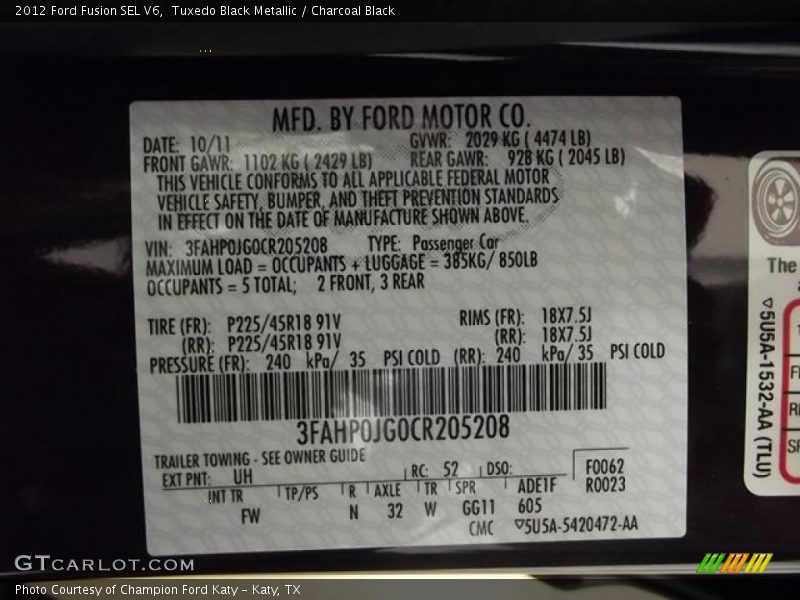 2012 Ford Fusion SEL V6, Tuxedo Black Metallic / Charcoal Black
MFD. BY FORD MOTOR CO.
DATE: 10/11 GVWR: 2029 KG ( 4474 LB)
FRONT GAWR: 1102 KG ( 2429 LB) REAR GAWR: 928 KG ( 2045 LB)
THIS VEHICLE CONFORMS TO ALL APPLICABLE FEDERAL MOTOR
VEHICLE SAFETY, BUMPER, AND THEFT PREVENTION STANDARDS
IN EFFECT ON THE DATE OF MANUFACTURE SHOWN ABOVE.
VIN: 3FAHP0JG0CR205208 TYPE: Passenger Car
MAXIMUM LOAD = OCCUPANTS + LUGGAGE = 385KG/ 850LB
OCCUPANTS = 5 TOTAL; 2 FRONT, 3 REAR
TIRE (FR): P225/45R18 91V RIMS (FR): 18X7.5J
(RR): P225/45R18 91V (RR): 18X7.5J
PRESSURE (FR): 240 kPa/ 35 PSI COLD (RR): 240 kPa/ 35 PSI COLD
3FAHP0JG0CR205208
TRAILER TOWING - SEE OWNER GUIDE
EXT PNT: UH RC: 52 DSO: F0062
R0023
INT TR TP/PS R AXLE TR SPR ADE1F
FW N 32 W GG11 605
CMC ▽5U5A-5420472-AA
The
▽5U5A-1532-AA (TLU)
GTCARLOT.COM
Photo Courtesy of Champion Ford Katy - Katy, TX